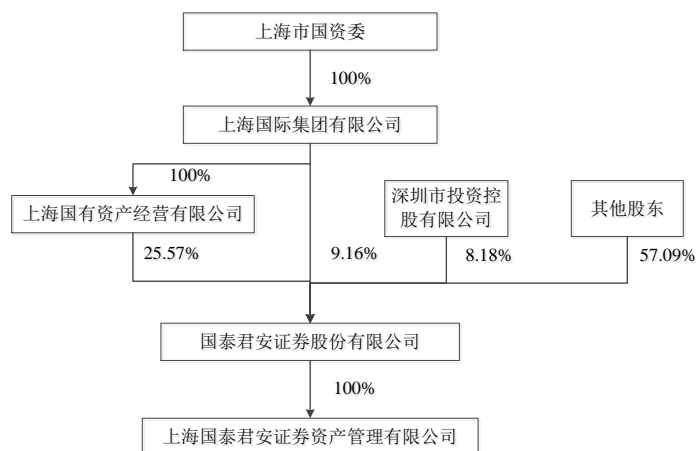 上海市国资委
100%
上海国际集团有限公司
100%
上海国有资产经营有限公司
深圳市投资控
股有限公司
其他股东
25.57%
9.16%
8.18%
57.09%
国泰君安证券股份有限公司
100%
上海国泰君安证券资产管理有限公司